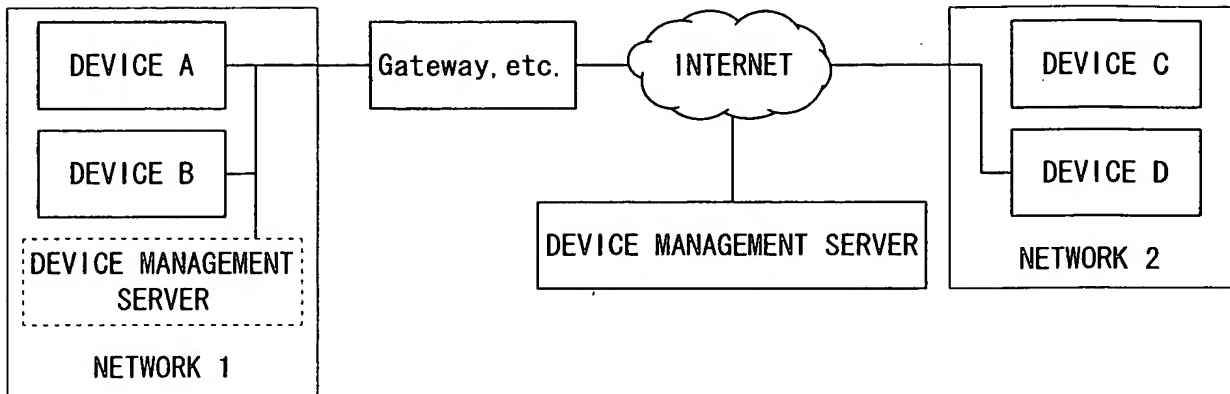 DEVICE A
DEVICE B
DEVICE MANAGEMENT
SERVER
NETWORK 1
Gateway, etc.
INTERNET
DEVICE MANAGEMENT SERVER
DEVICE C
DEVICE D
NETWORK 2